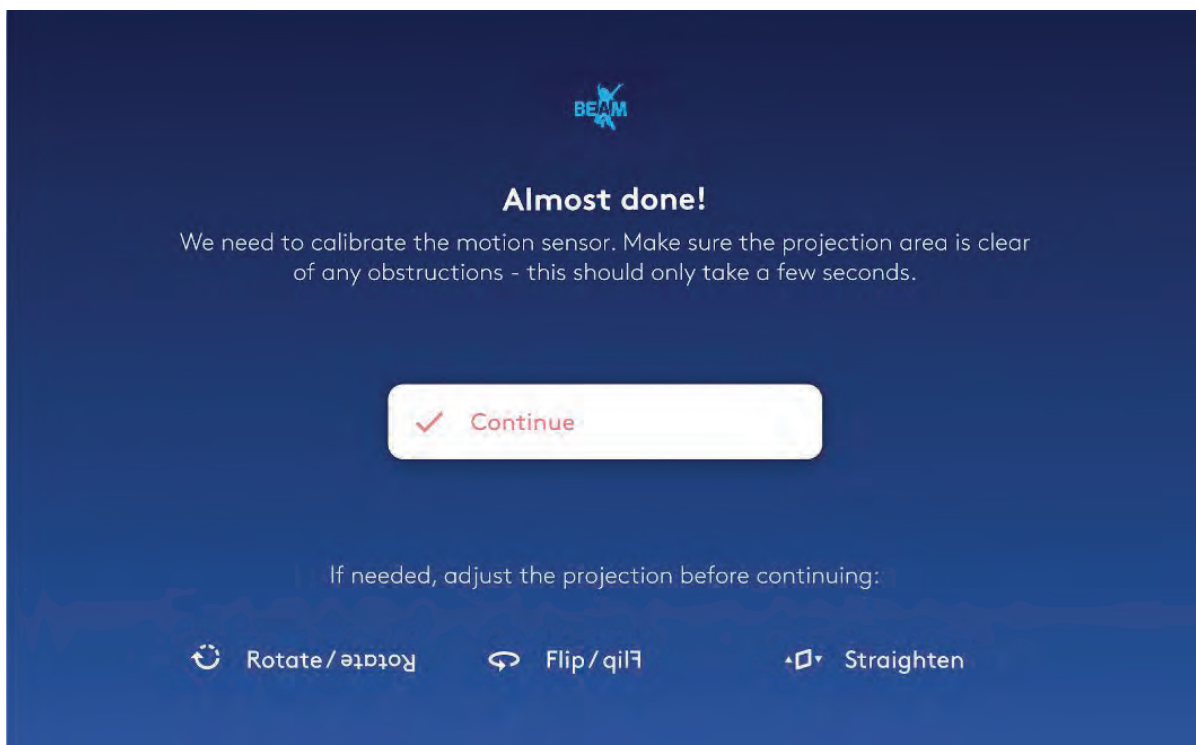 BEAM
Almost done!
We need to calibrate the motion sensor. Make sure the projection area is clear
of any obstructions - this should only take a few seconds.
Continue
If needed, adjust the projection before continuing:
Rotate/Rotate Flip/Flip Straighten